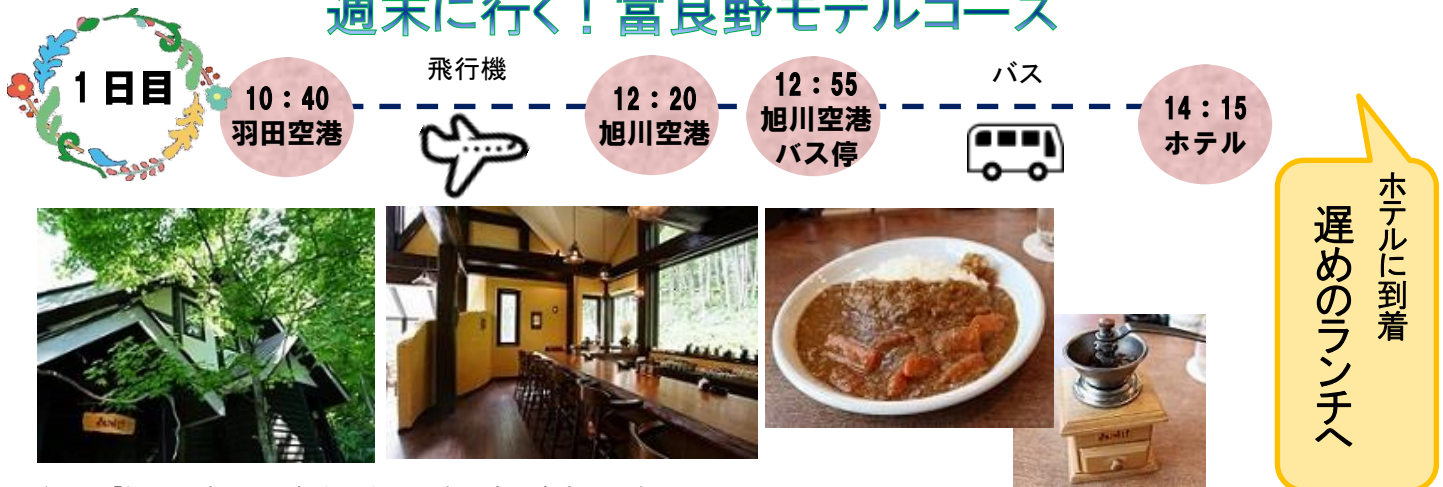 週末に行く！富良野モデルコース
1日目
10：40
羽田空港
飛行機
12：20
旭川空港
12：55
旭川空港
バス停
バス
14：15
ホテル
ホテルに到着
遅めのランチへ